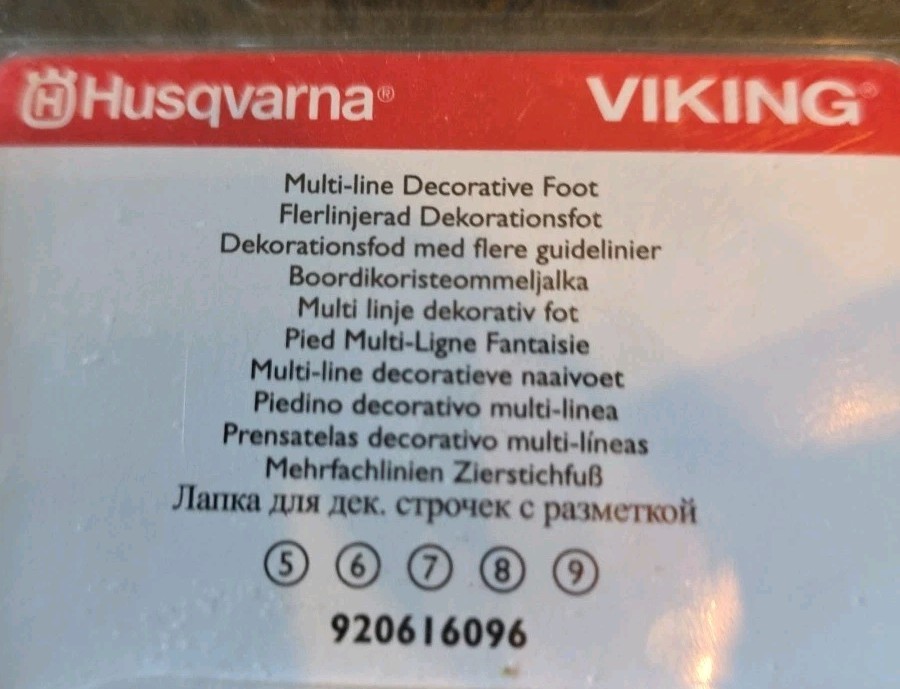 Husqvarna® VIKING®
Multi-line Decorative Foot
Flerlinjerad Dekorationsfot
Dekorationsfod med flere guidelinier
Boordikoristeommeljalka
Multi linje dekorativ fot
Pied Multi-Ligne Fantaisie
Multi-line decoratieve naaivoet
Piedino decorativo multi-linea
Prensatelas decorativo multi-líneas
Mehrfachlinien Zierstichfuß
Лапка для дек. строчек с разметкой
5 6 7 8 9
920616096